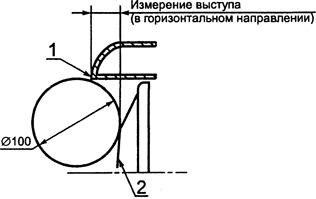 Измерение выступа
(в горизонтальном направлении)
1
Ø100
2